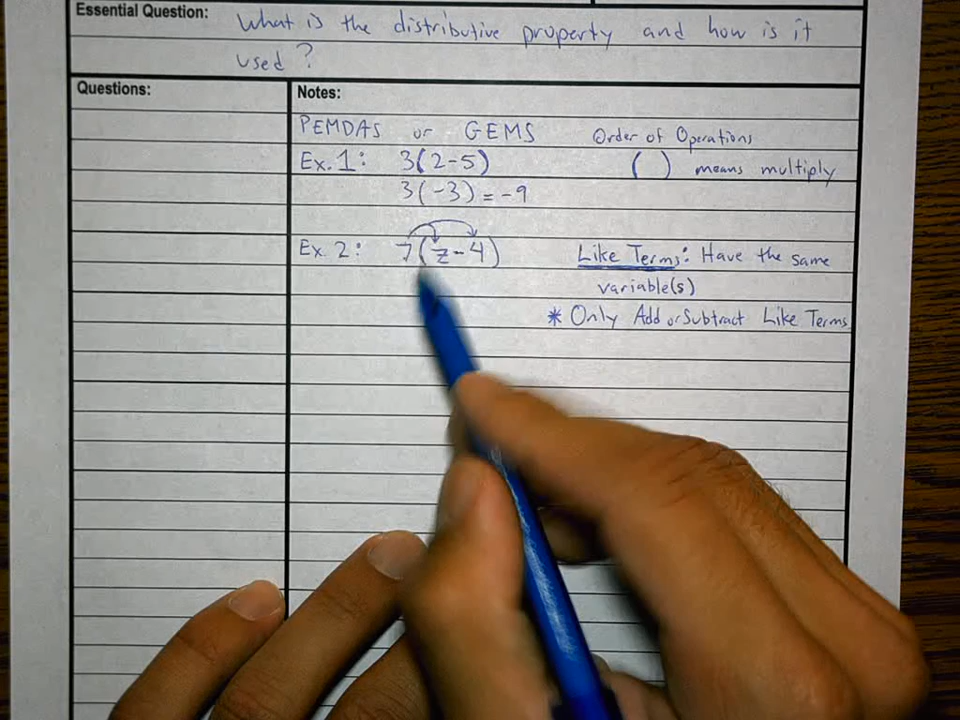 Essential Question: What is the distributive property and how is it
used?
Questions:
Notes:
PEMDAS or GEMS Order of Operations
Ex. 1: 3(2-5) ( ) means multiply
3(-3) = -9
Ex. 2: 7(z-4) Like Terms: Have the same
variable(s)
* Only Add or Subtract Like Terms